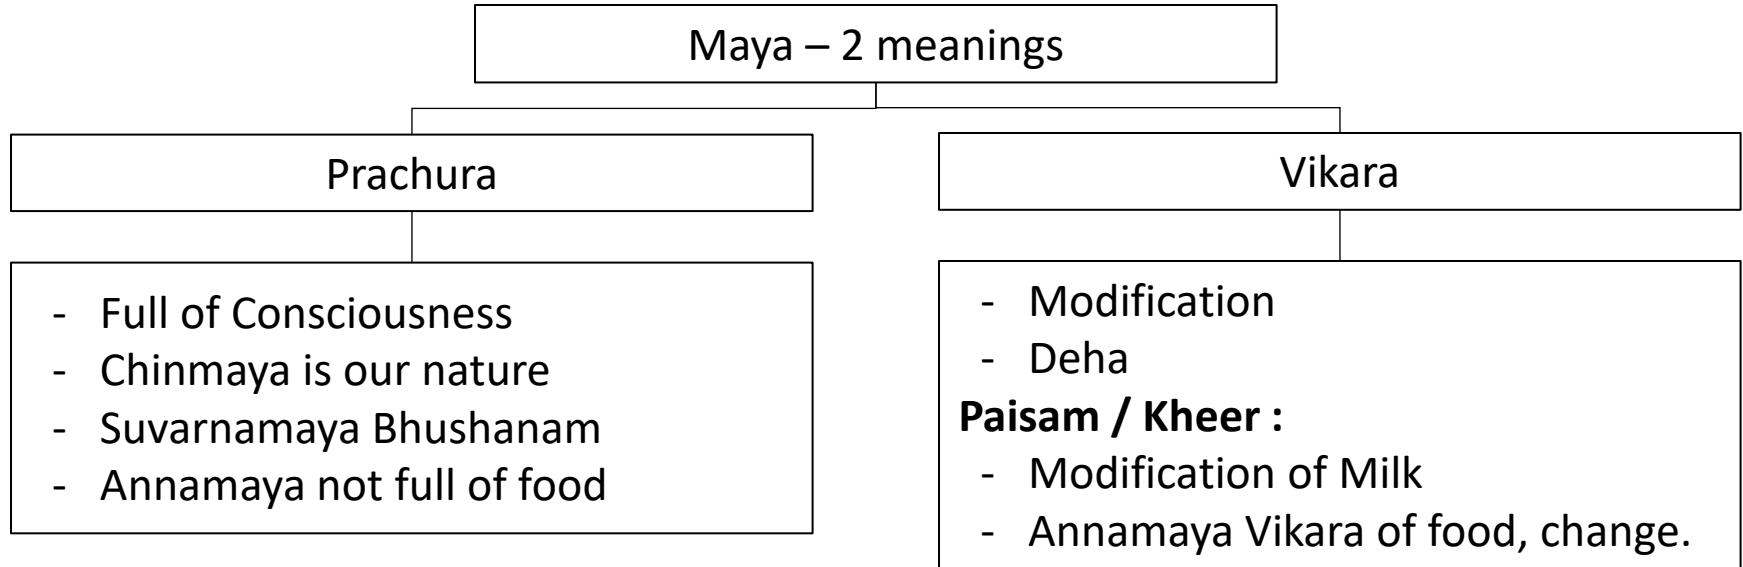 Maya – 2 meanings
Prachura
- Full of Consciousness
- Chinmaya is our nature
- Suvarnamaya Bhushanam
- Annamaya not full of food
Vikara
- Modification
- Deha
Paisam / Kheer :
- Modification of Milk
- Annamaya Vikara of food, change.